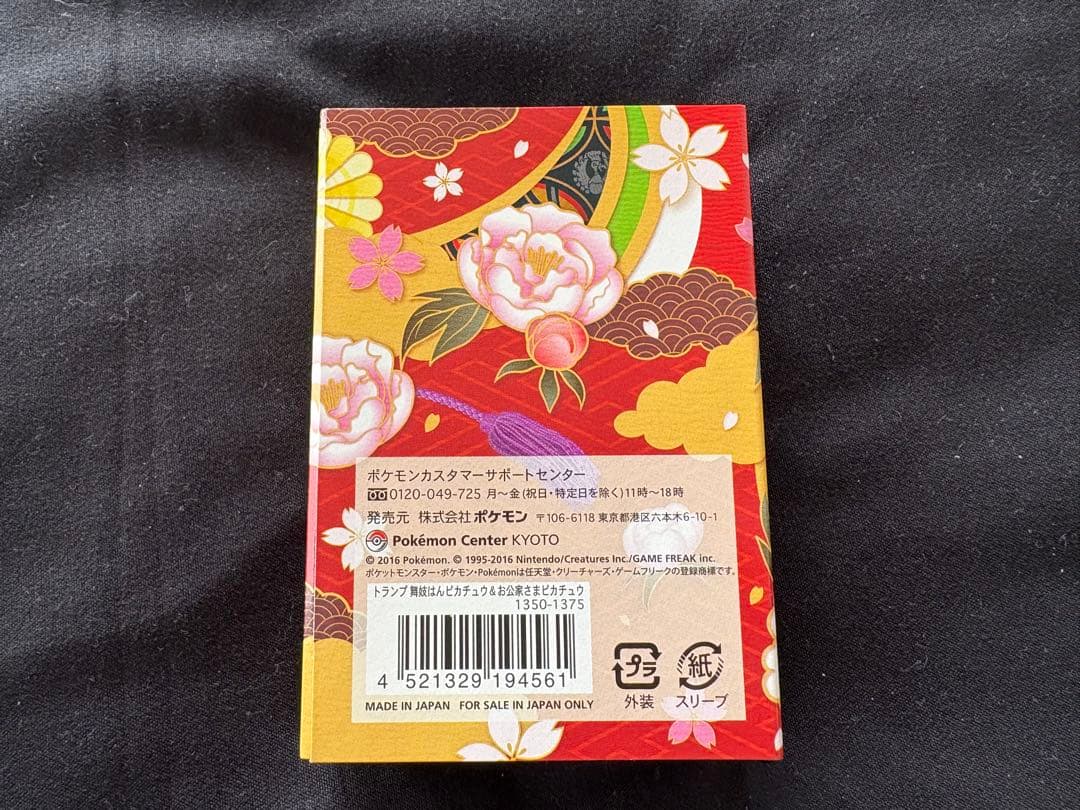 ポケモンカスタマーサポートセンター
0120-049-725 月～金(祝日・特定日を除く)11時～18時
発売元 株式会社ポケモン 〒106-6118 東京都港区六本木6-10-1
Pokémon Center KYOTO
© 2016 Pokémon. © 1995-2016 Nintendo/Creatures Inc./GAME FREAK inc.
ポケットモンスター・ポケモン・Pokémonは任天堂・クリーチャーズ・ゲームフリークの登録商標です。
トランプ 舞妓はんピカチュウ&お公家さまピカチュウ
1350-1375
4 521329 194561
プラ 紙
外装 スリーブ
MADE IN JAPAN FOR SALE IN JAPAN ONLY